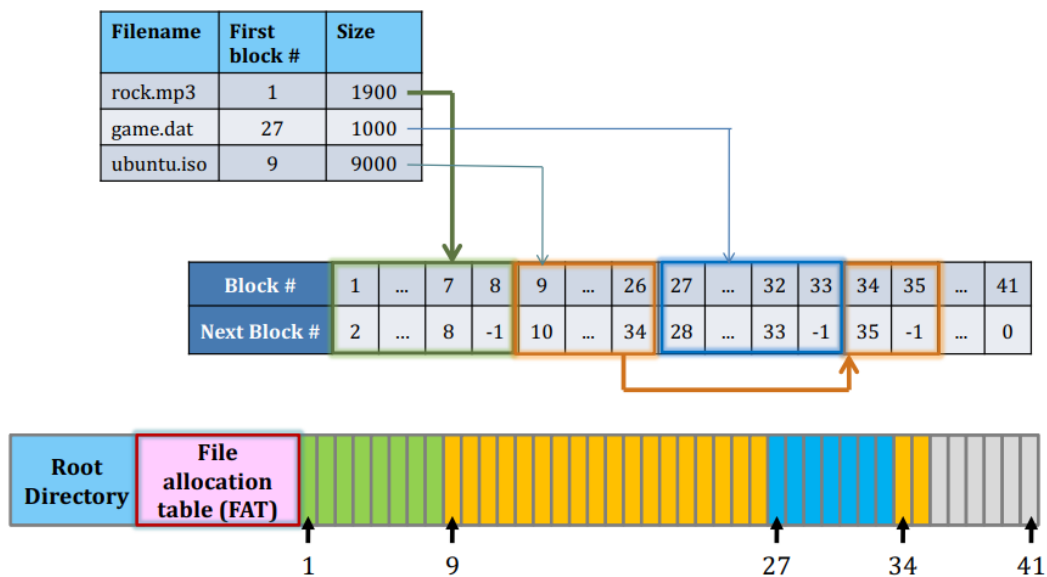 Filename First block # Size
rock.mp3 1 1900
game.dat 27 1000
ubuntu.iso 9 9000
Block # 1 ... 7 8 9 ... 26 27 ... 32 33 34 35 ... 41
Next Block # 2 ... 8 -1 10 ... 34 28 ... 33 -1 35 -1 ... 0
Root
Directory
File
allocation
table (FAT)
1 9 27 34 41